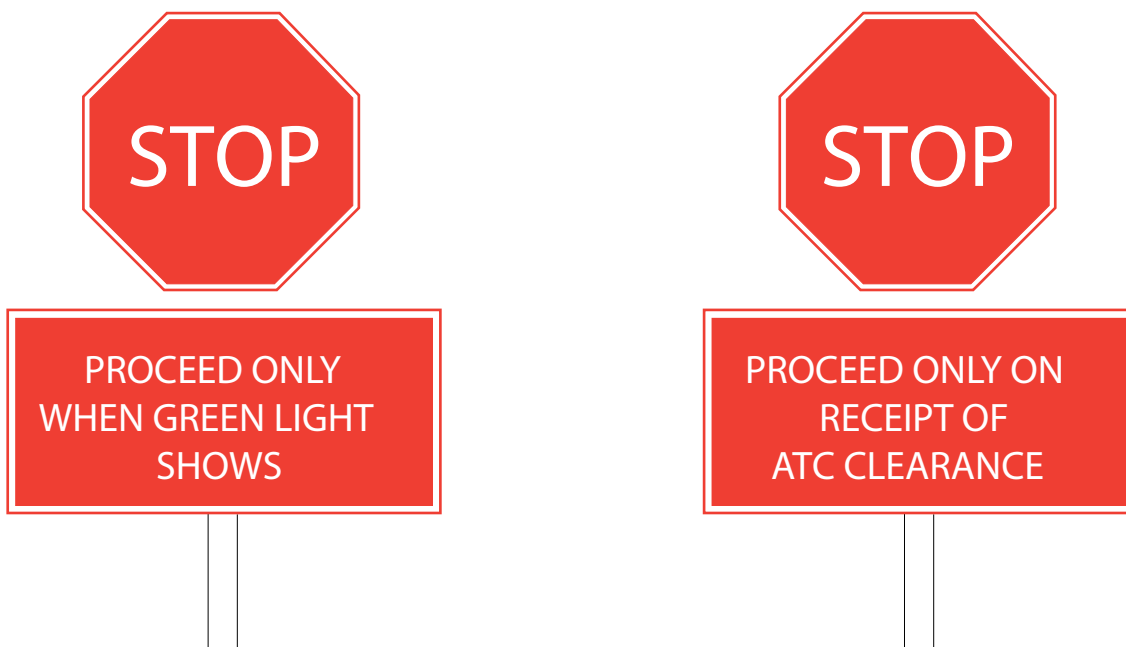 STOP
PROCEED ONLY
WHEN GREEN LIGHT
SHOWS
STOP
PROCEED ONLY ON
RECEIPT OF
ATC CLEARANCE